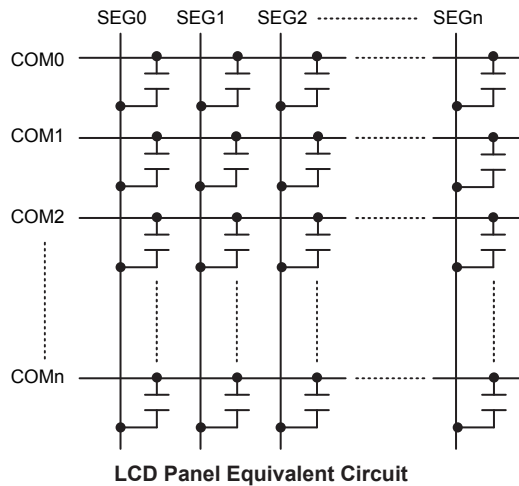 SEG0 SEG1 SEG2 SEGn
COM0
COM1
COM2
COMn
LCD Panel Equivalent Circuit